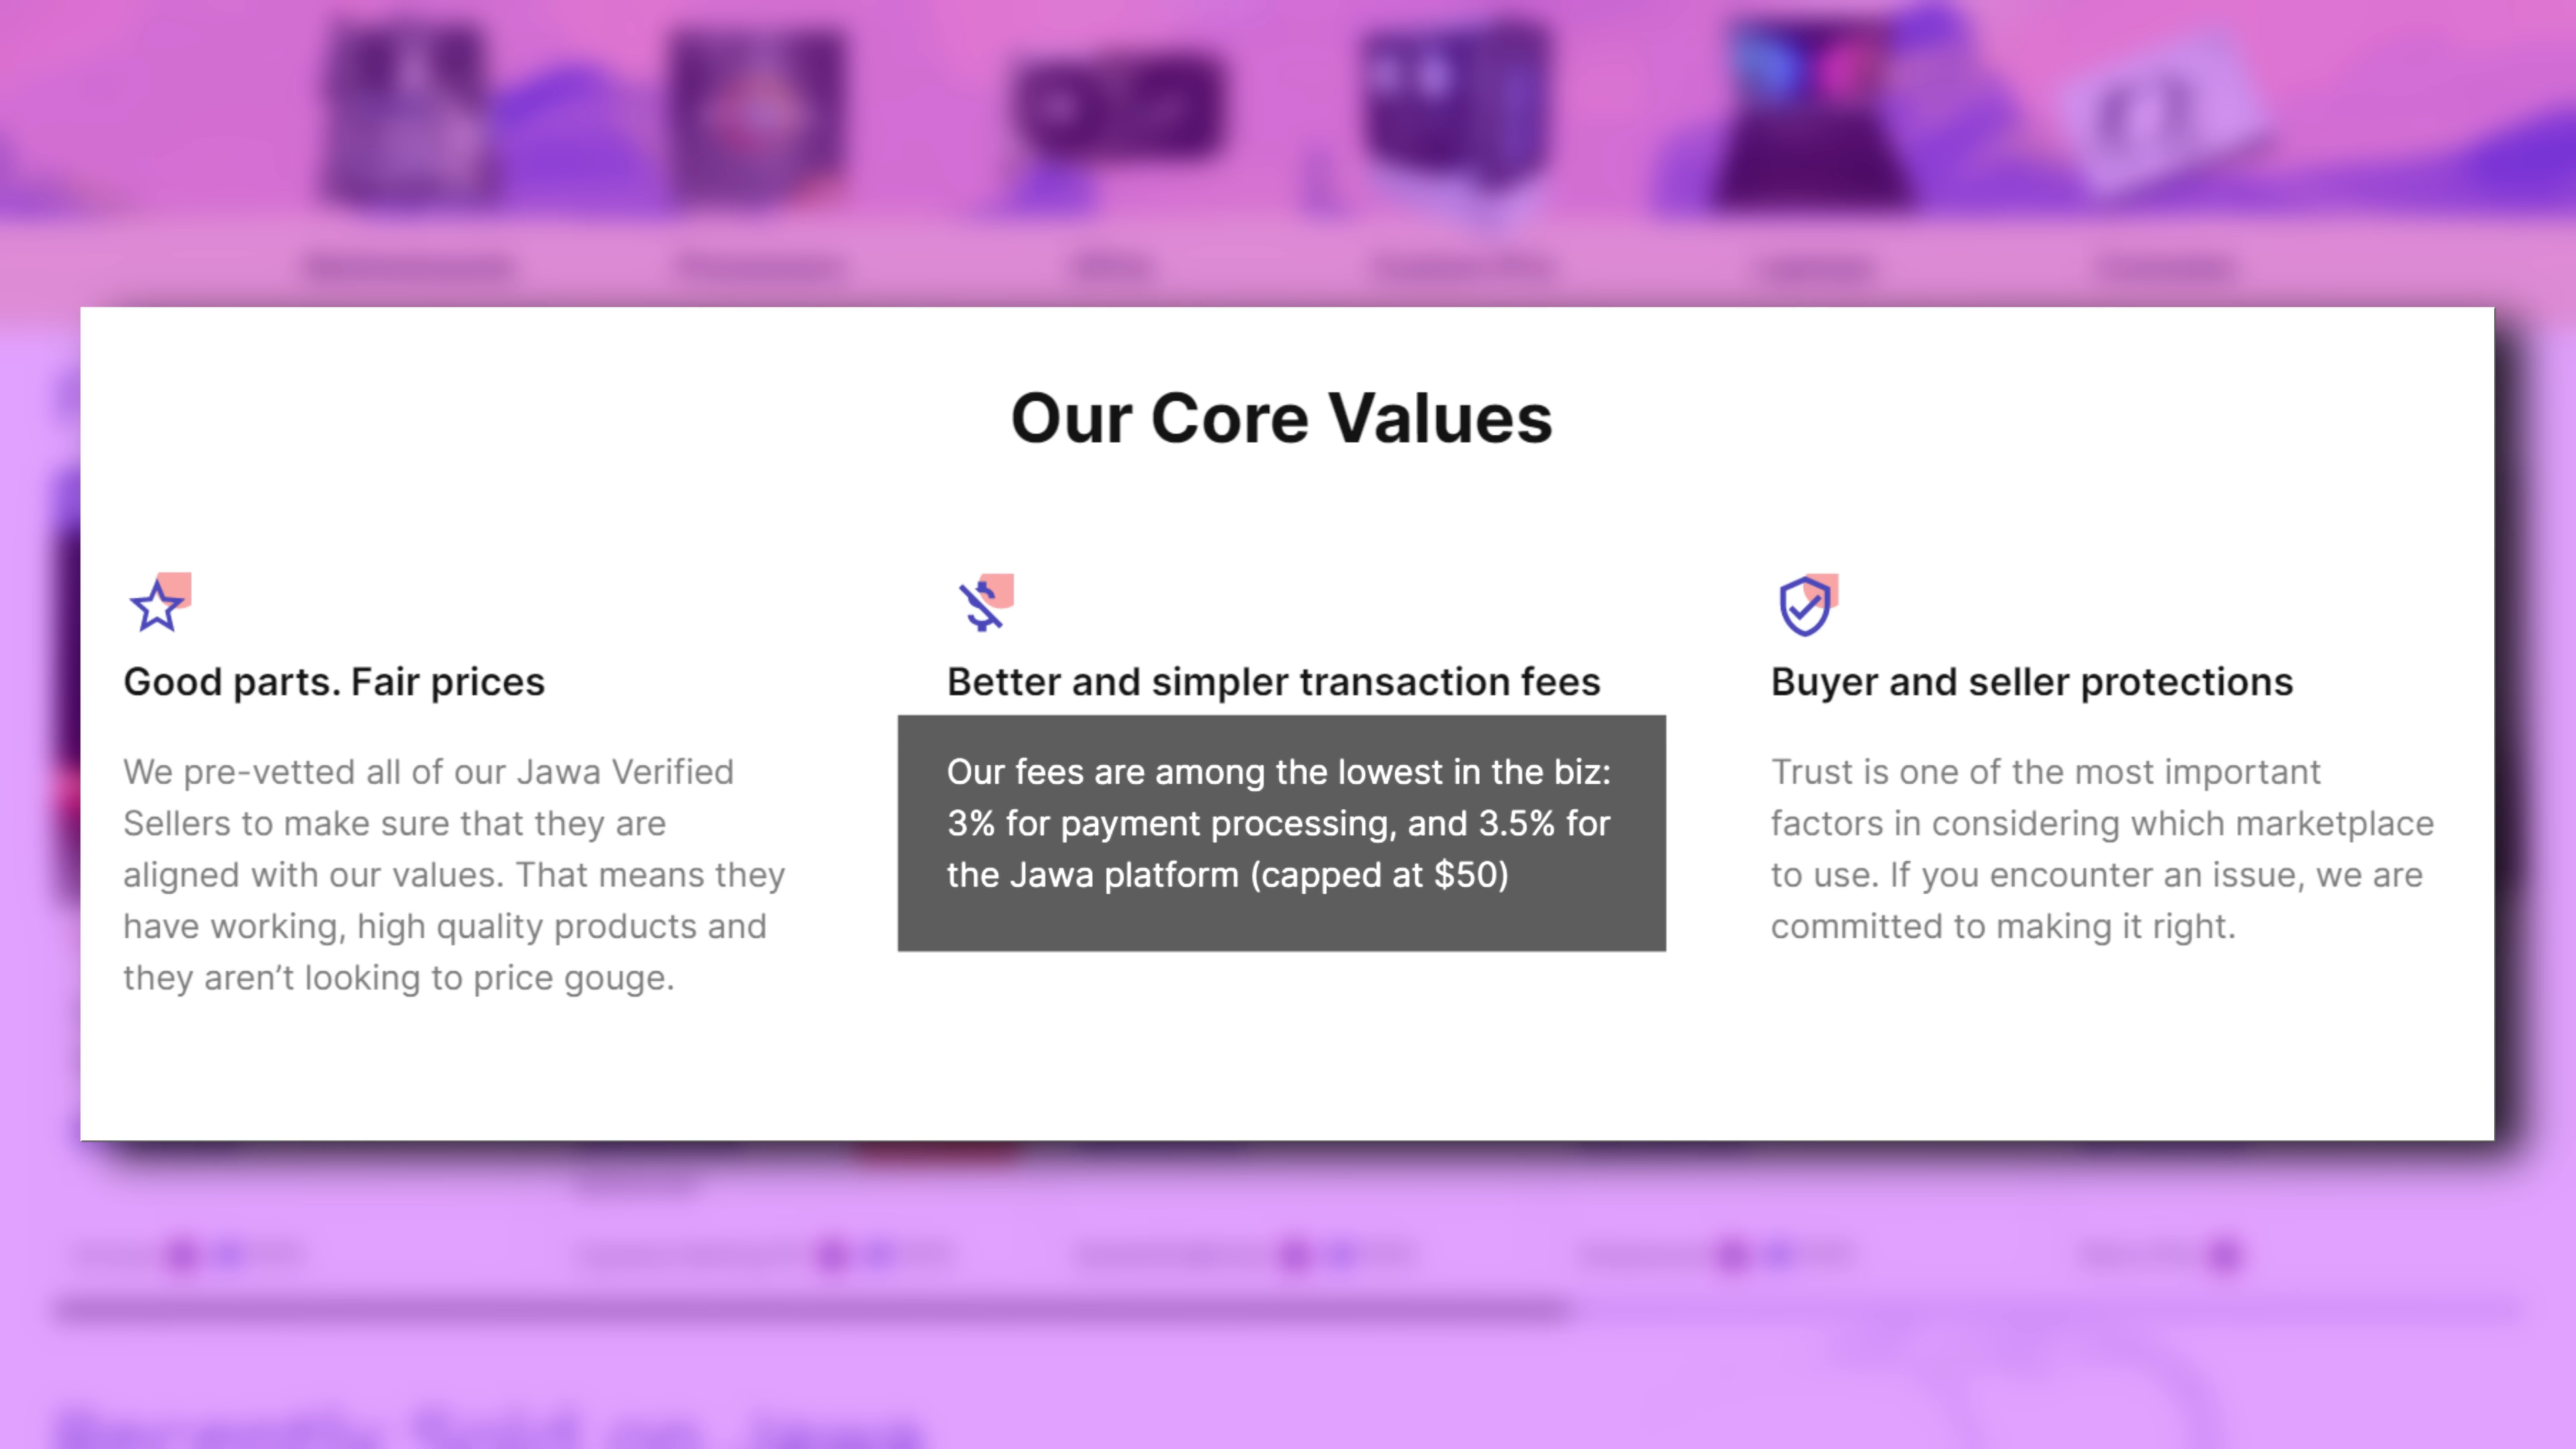 Our Core Values
Good parts. Fair prices
We pre-vetted all of our Jawa Verified
Sellers to make sure that they are
aligned with our values. That means they
have working, high quality products and
they aren’t looking to price gouge.
Better and simpler transaction fees
Our fees are among the lowest in the biz:
3% for payment processing, and 3.5% for
the Jawa platform (capped at $50)
Buyer and seller protections
Trust is one of the most important
factors in considering which marketplace
to use. If you encounter an issue, we are
committed to making it right.
Recently Sold on Jawa